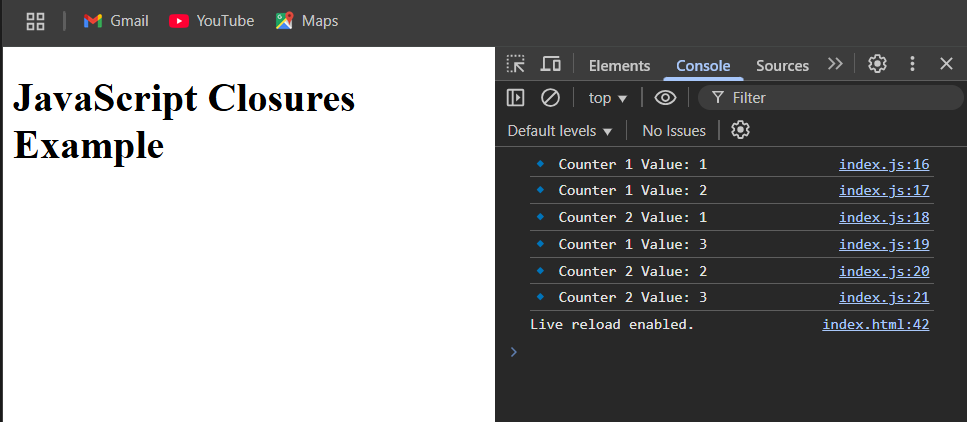 Gmail YouTube Maps
JavaScript Closures
Example
Elements Console Sources
top Filter
Default levels No Issues
Counter 1 Value: 1 index.js:16
Counter 1 Value: 2 index.js:17
Counter 2 Value: 1 index.js:18
Counter 1 Value: 3 index.js:19
Counter 2 Value: 2 index.js:20
Counter 2 Value: 3 index.js:21
Live reload enabled. index.html:42